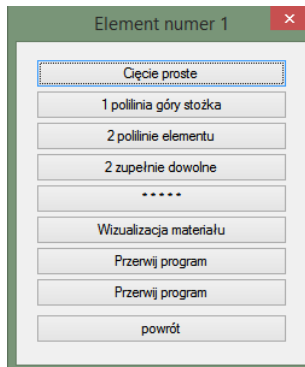 Element numer 1
Cięcie proste
1 polilinia góry stożka
2 polilinie elementu
2 zupełnie dowolne
* * * * *
Wizualizacja materiału
Przerwij program
Przerwij program
powrót